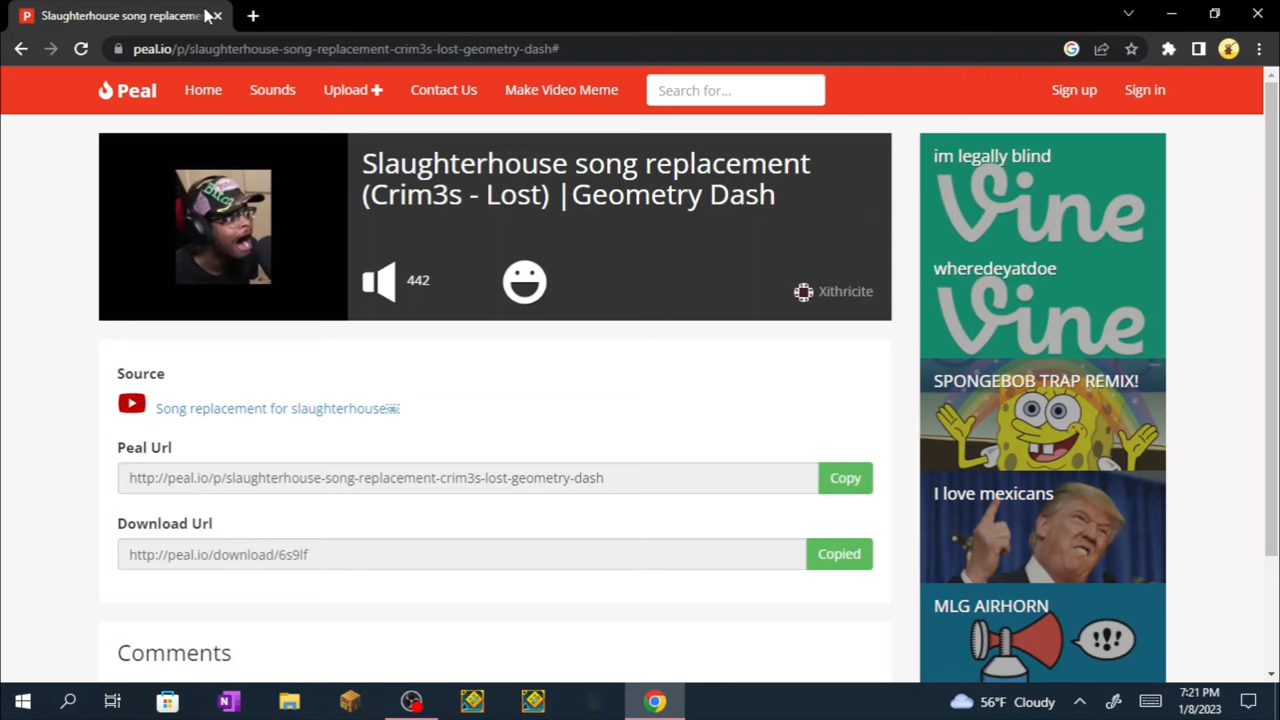 Slaughterhouse song replaceme
peal.io/p/slaughterhouse-song-replacement-crim3s-lost-geometry-dash#
Peal
Home
Sounds
Upload
Contact Us
Make Video Meme
Search for...
Sign up
Sign in
Slaughterhouse song replacement
(Crim3s - Lost) |Geometry Dash
442
Xithricite
Source
Song replacement for slaughterhouse
Peal Url
http://peal.io/p/slaughterhouse-song-replacement-crim3s-lost-geometry-dash
Copy
Download Url
http://peal.io/download/6s9lf
Copied
Comments
im legally blind
Vine
wheredeyatdoe
Vine
SPONGEBOB TRAP REMIX!
I love mexicans
MLG AIRHORN
56°F Cloudy
7:21 PM
1/8/2023